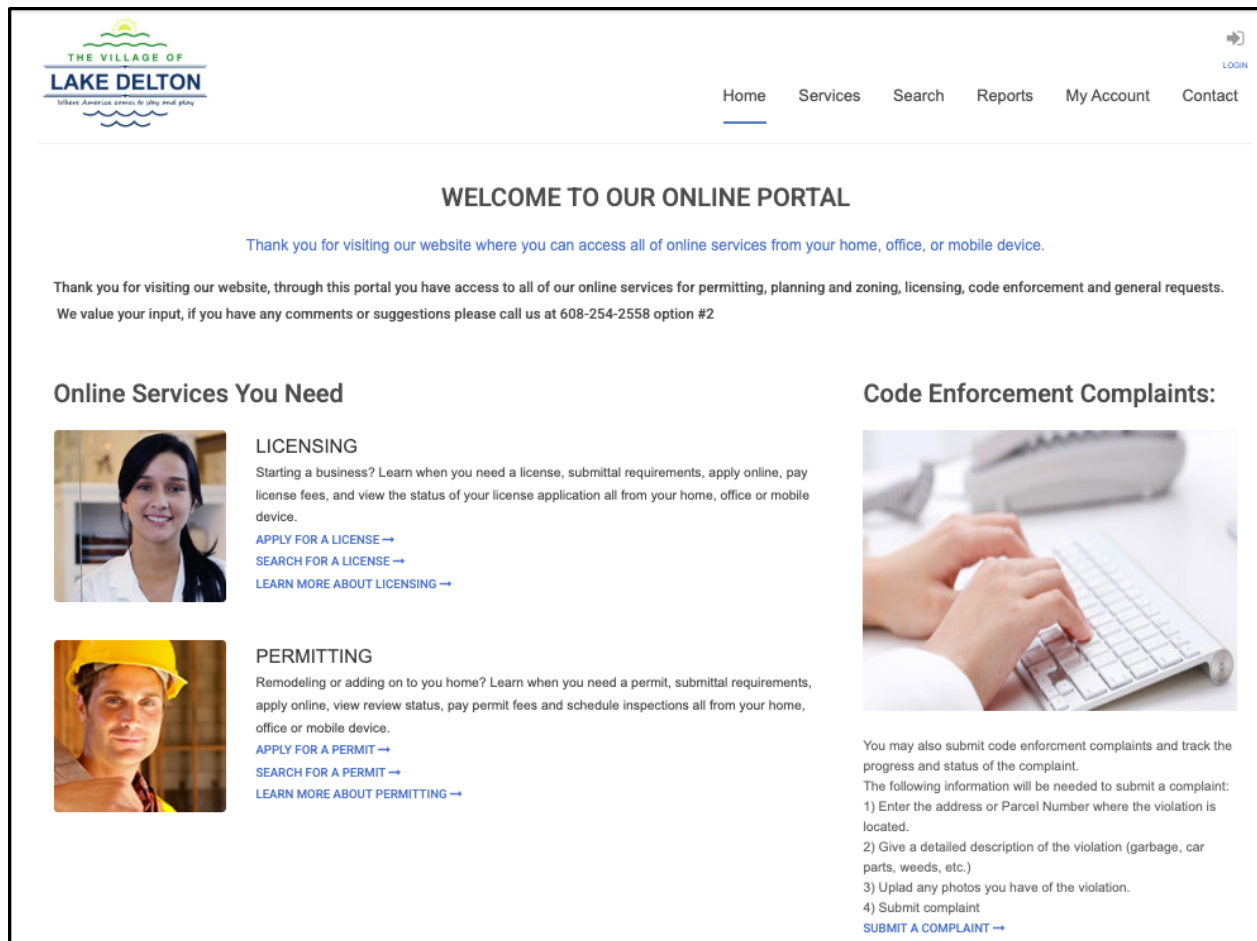 THE VILLAGE OF
LAKE DELTON
Where America comes to stay and play
LOGIN
Home Services Search Reports My Account Contact
WELCOME TO OUR ONLINE PORTAL
Thank you for visiting our website where you can access all of online services from your home, office, or mobile device.
Thank you for visiting our website, through this portal you have access to all of our online services for permitting, planning and zoning, licensing, code enforcement and general requests.
We value your input, if you have any comments or suggestions please call us at 608-254-2558 option #2
Online Services You Need
LICENSING
Starting a business? Learn when you need a license, submittal requirements, apply online, pay
license fees, and view the status of your license application all from your home, office or mobile
device.
APPLY FOR A LICENSE →
SEARCH FOR A LICENSE →
LEARN MORE ABOUT LICENSING →
PERMITTING
Remodeling or adding on to you home? Learn when you need a permit, submittal requirements,
apply online, view review status, pay permit fees and schedule inspections all from your home,
office or mobile device.
APPLY FOR A PERMIT →
SEARCH FOR A PERMIT →
LEARN MORE ABOUT PERMITTING →
Code Enforcement Complaints:
You may also submit code enforcment complaints and track the
progress and status of the complaint.
The following information will be needed to submit a complaint:
1) Enter the address or Parcel Number where the violation is
located.
2) Give a detailed description of the violation (garbage, car
parts, weeds, etc.)
3) Uplad any photos you have of the violation.
4) Submit complaint
SUBMIT A COMPLAINT →